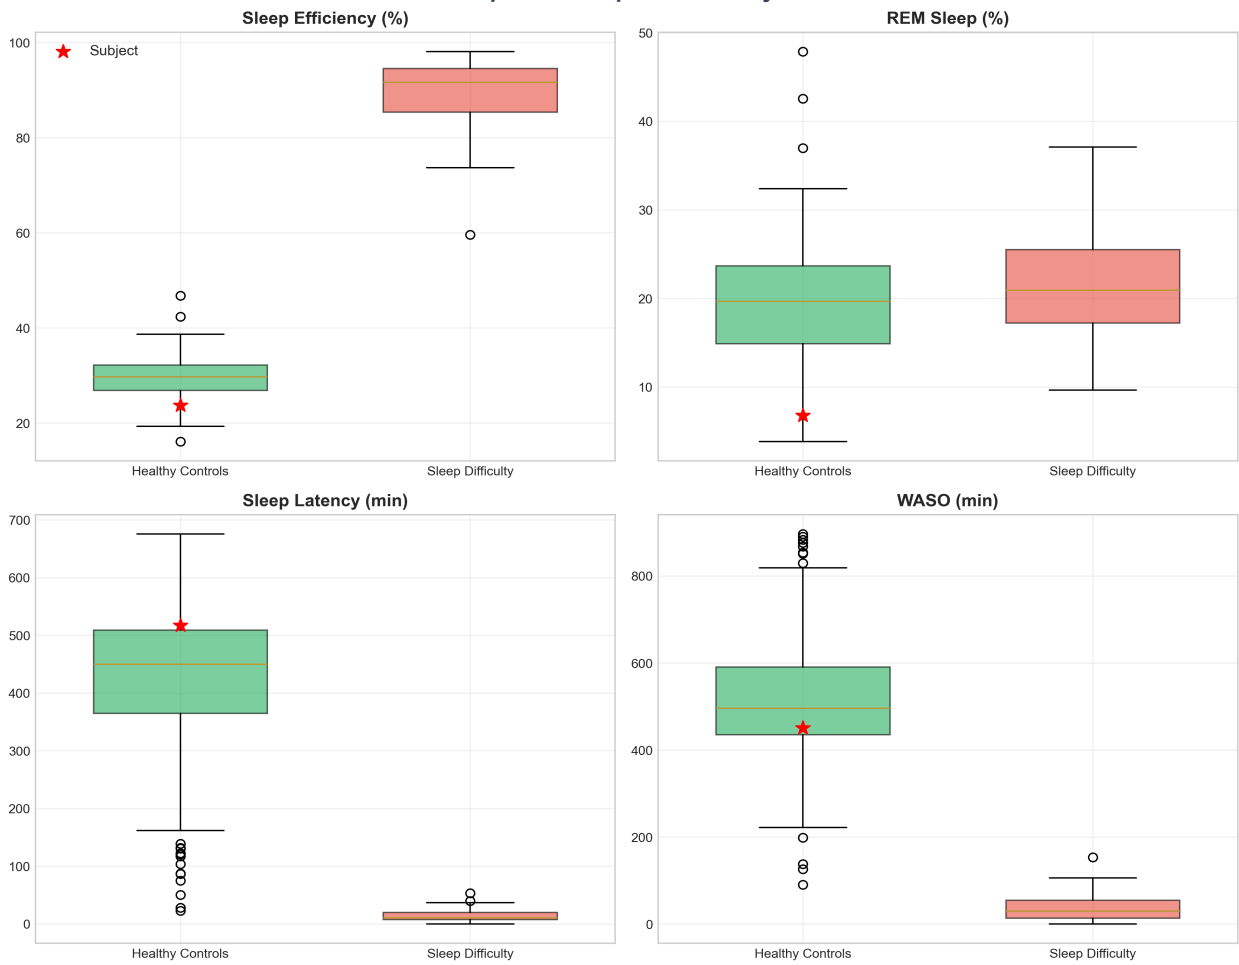 Sleep Efficiency (%)
100
80
60
40
20
Subject
Healthy Controls
Sleep Difficulty
REM Sleep (%)
50
40
30
20
10
Healthy Controls
Sleep Difficulty
Sleep Latency (min)
700
600
500
400
300
200
100
0
Healthy Controls
Sleep Difficulty
WASO (min)
800
600
400
200
0
Healthy Controls
Sleep Difficulty